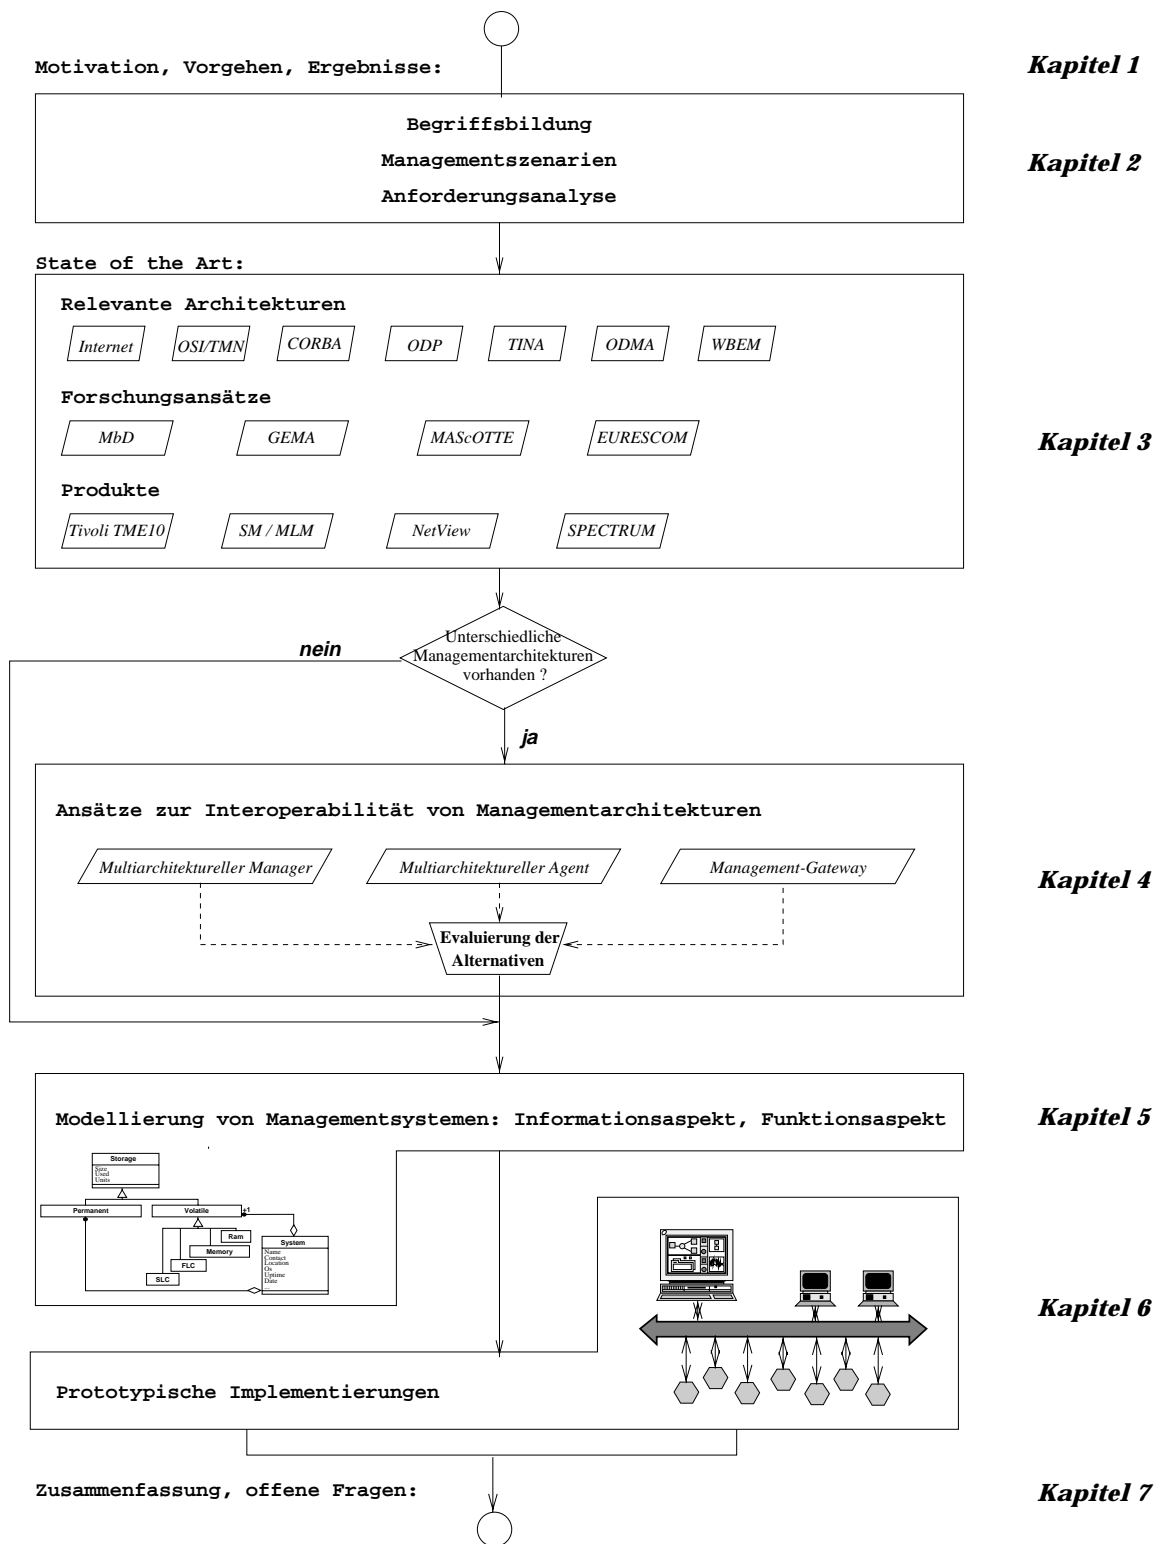 Motivation, Vorgehen, Ergebnisse:
Kapitel 1
Begriffsbildung
Managementszenarien
Kapitel 2
Anforderungsanalyse
State of the Art:
Relevante Architekturen
Internet
OSI/TMN
CORBA
ODP
TINA
ODMA
WBEM
Forschungsansätze
MbD
GEMA
MAScOTTE
EURESCOM
Kapitel 3
Produkte
Tivoli TME10
SM / MLM
NetView
SPECTRUM
Unterschiedliche
Managementarchitekturen
vorhanden ?
nein
ja
Ansätze zur Interoperabilität von Managementarchitekturen
Multiarchitektureller Manager
Multiarchitektureller Agent
Management-Gateway
Kapitel 4
Evaluierung der
Alternativen
Modellierung von Managementsystemen: Informationsaspekt, Funktionsaspekt
Kapitel 5
Storage
Size
Used
Units
Permanent
Volatile
+1
Ram
Memory
FLC
SLC
System
Name
Contact
Location
Os
Uptime
Date
...
Kapitel 6
Prototypische Implementierungen
Zusammenfassung, offene Fragen:
Kapitel 7